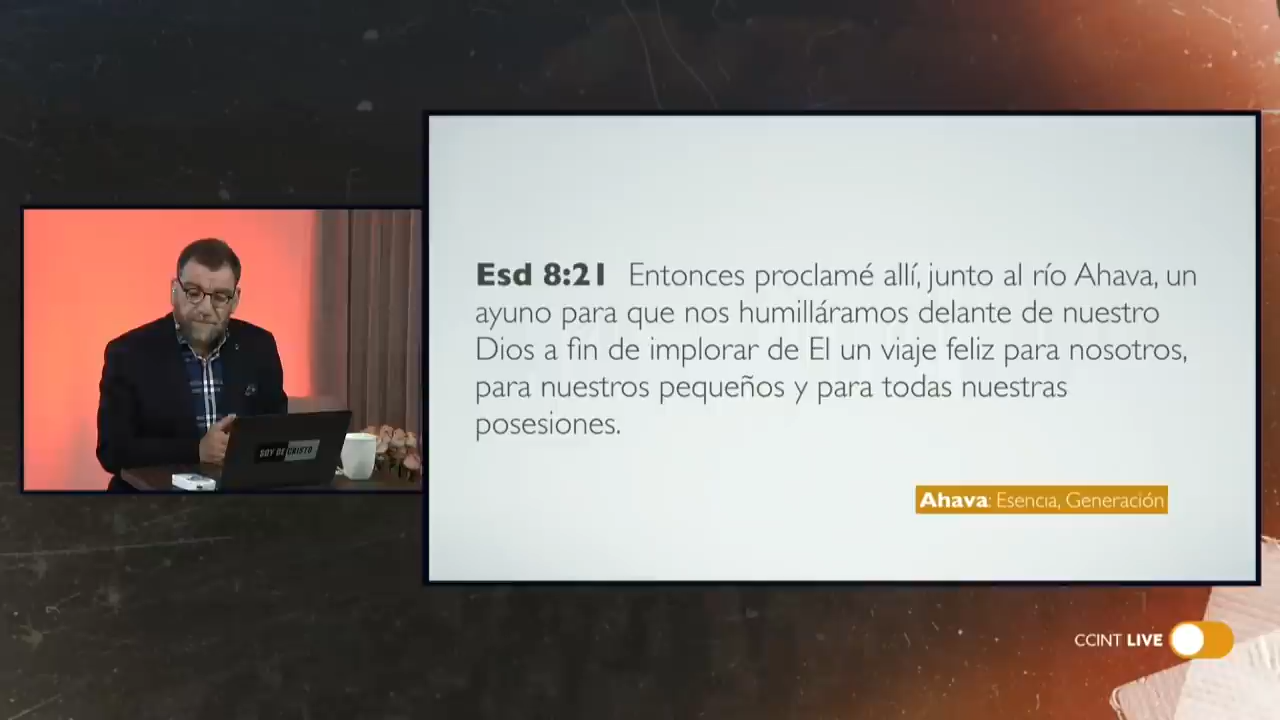 Esd 8:21 Entonces proclamé allí, junto al río Ahava, un
ayuno para que nos humilláramos delante de nuestro
Dios a fin de implorar de El un viaje feliz para nosotros,
para nuestros pequeños y para todas nuestras
posesiones.
Ahava: Esencia, Generación
SOY DE CRISTO
CCINT LIVE